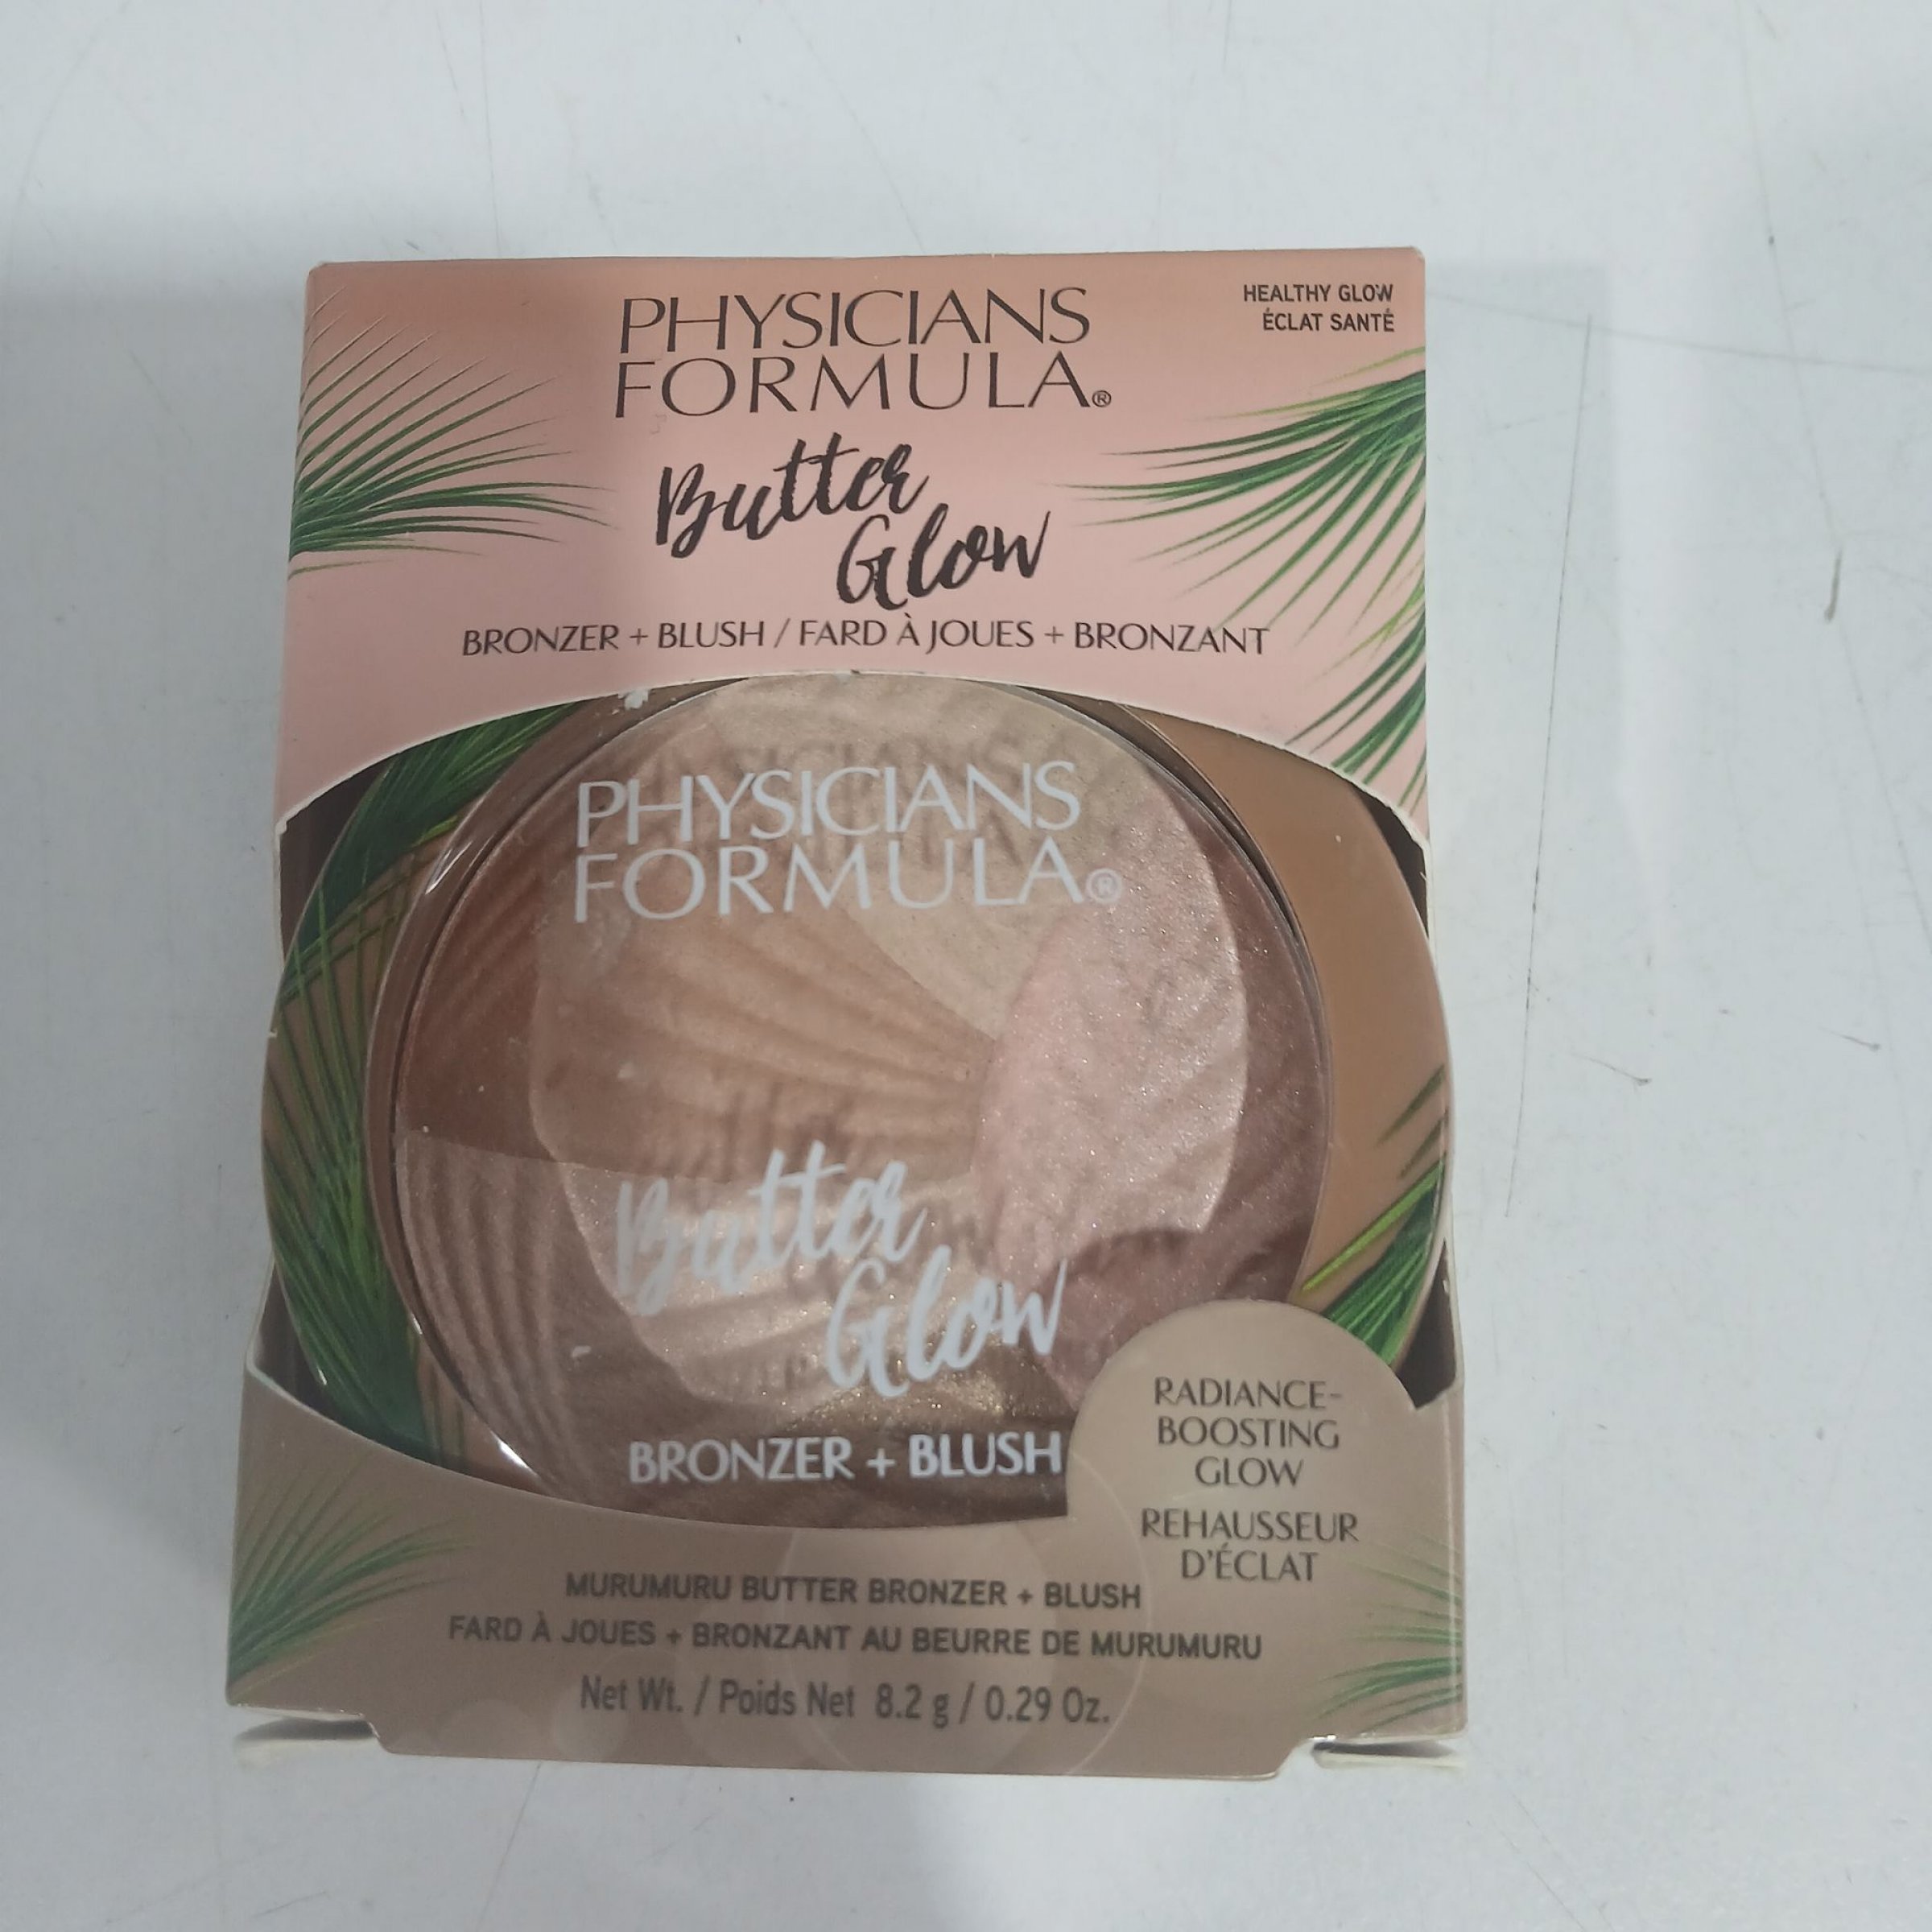 PHYSICIANS
FORMULA®
HEALTHY GLOW
ÉCLAT SANTÉ
Butter
Glow
BRONZER + BLUSH / FARD À JOUES + BRONZANT
PHYSICIANS
FORMULA®
Butter
Glow
BRONZER + BLUSH
RADIANCE-
BOOSTING
GLOW
REHAUSSEUR
D'ÉCLAT
MURUMURU BUTTER BRONZER + BLUSH
FARD À JOUES + BRONZANT AU BEURRE DE MURUMURU
Net Wt. / Poids Net 8.2 g / 0.29 Oz.